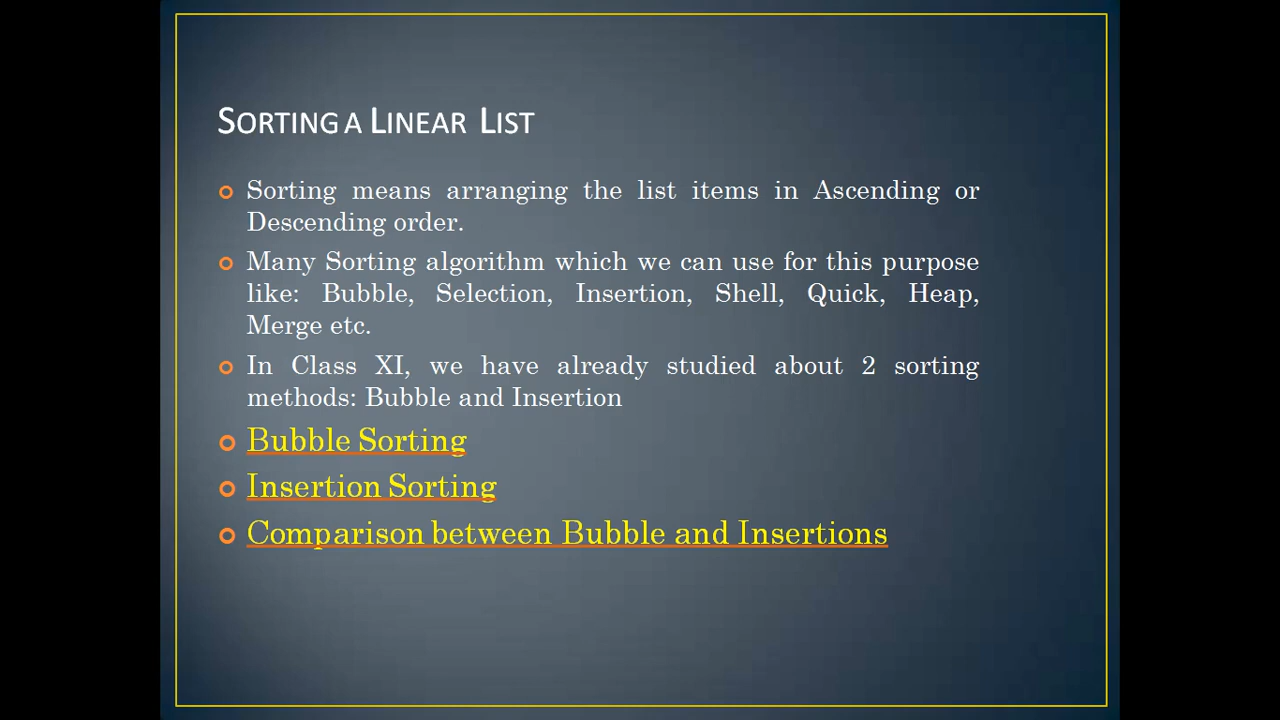 SORTING A LINEAR LIST
Sorting means arranging the list items in Ascending or
Descending order.
Many Sorting algorithm which we can use for this purpose
like: Bubble, Selection, Insertion, Shell, Quick, Heap,
Merge etc.
In Class XI, we have already studied about 2 sorting
methods: Bubble and Insertion
Bubble Sorting
Insertion Sorting
Comparison between Bubble and Insertions